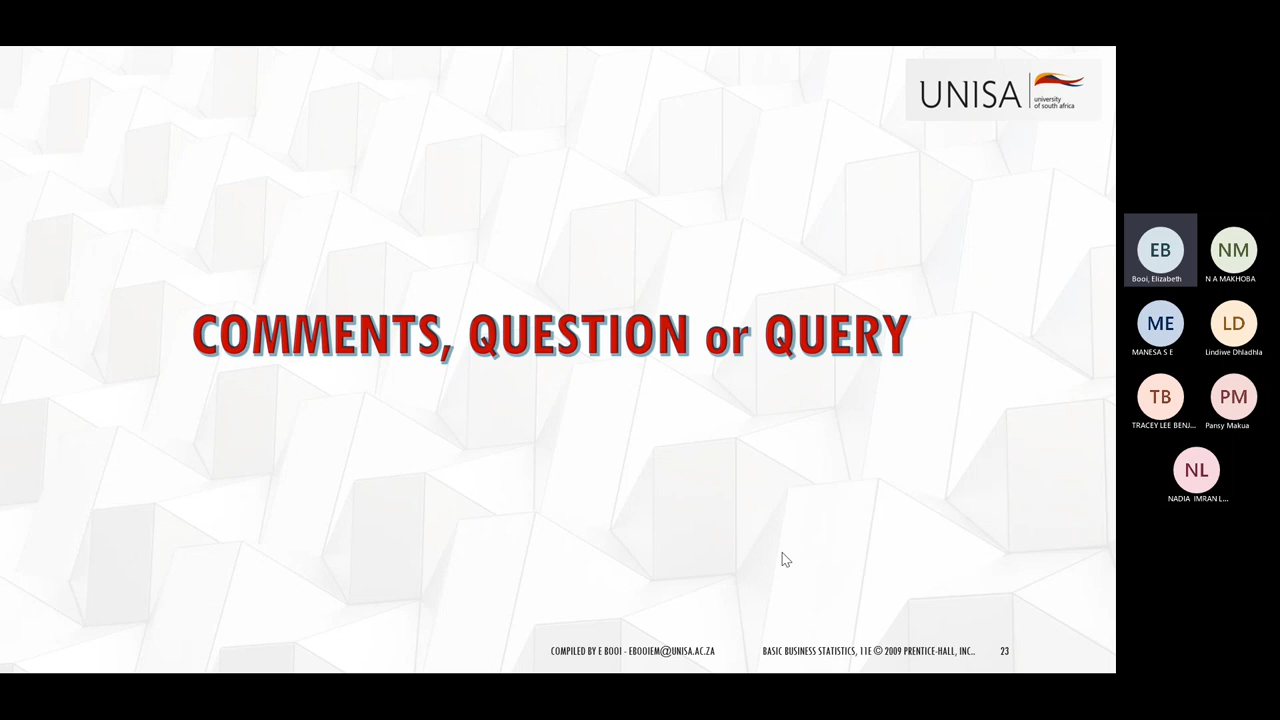 UNISA
university
of south africa
COMMENTS, QUESTION or QUERY
COMPILED BY E BOOI - EBOOIEM@UNISA.AC.ZA
BASIC BUSINESS STATISTICS, 11E © 2009 PRENTICE-HALL, INC..
23
EB
NM
Booi, Elizabeth
N A MAKHOBA
ME
LD
MANESA S E
Lindiwe Dhladhla
TB
PM
TRACEY LEE BENJ...
Pansy Makua
NL
NADIA IMRAN L...